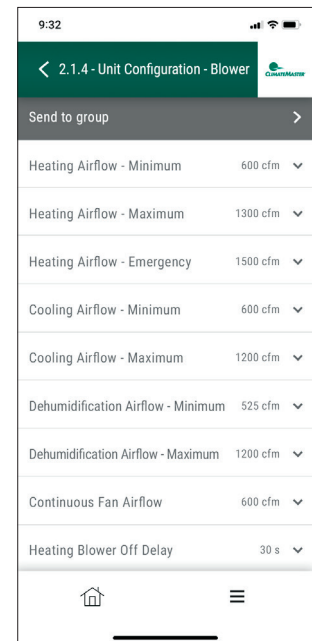 9:32
2.1.4 - Unit Configuration - Blower
CLIMATEMASTER
Send to group
Heating Airflow - Minimum 600 cfm
Heating Airflow - Maximum 1300 cfm
Heating Airflow - Emergency 1500 cfm
Cooling Airflow - Minimum 600 cfm
Cooling Airflow - Maximum 1200 cfm
Dehumidification Airflow - Minimum 525 cfm
Dehumidification Airflow - Maximum 1200 cfm
Continuous Fan Airflow 600 cfm
Heating Blower Off Delay 30 s